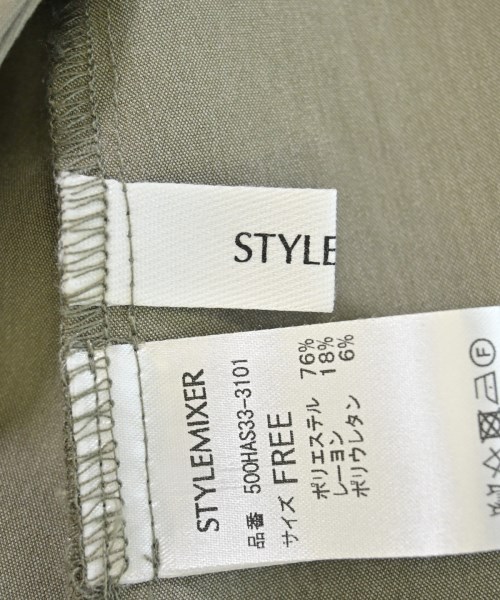 STYLE
STYLEMIXER
品番 500HAS33-3101
サイズ FREE
ポリエステル 76%
レーヨン 18%
ポリウレタン 6%
F